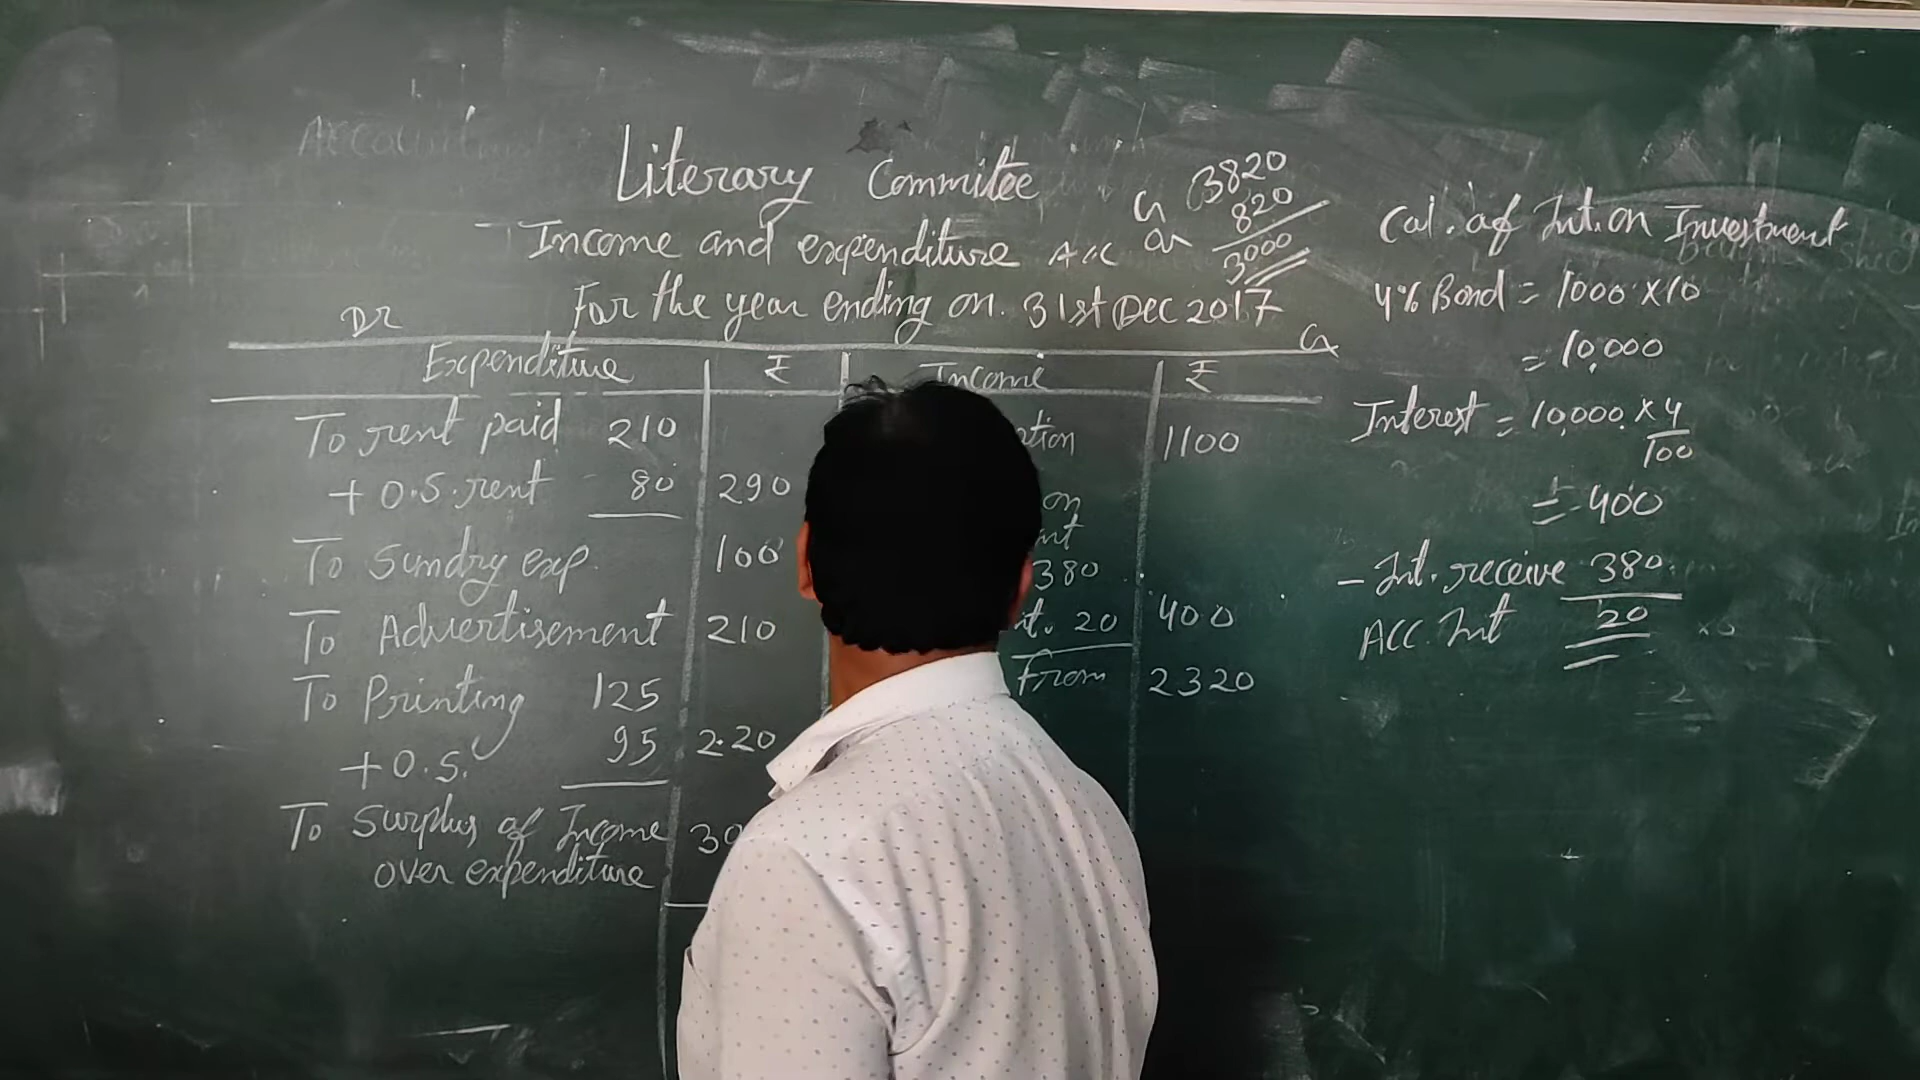 Literary Commitee
Income and expenditure A/C
For the year ending on. 31st Dec 2017
3820
820
3000
Dr
Cr
Expenditure ₹ Income ₹
To rent paid 210
+ O.S. rent 80 290
To Sundry exp. 100
To Advertisement 210
To Printing 125
+ O.S. 95 220
To Surplus of Income
over expenditure
1100
380
20 400
From 2320
Cal. of Int. on Investment
4% Bond = 1000 x 10
= 10,000
Interest = 10,000 x 4
100
= 400
- Int. receive 380
Acc. Int 20